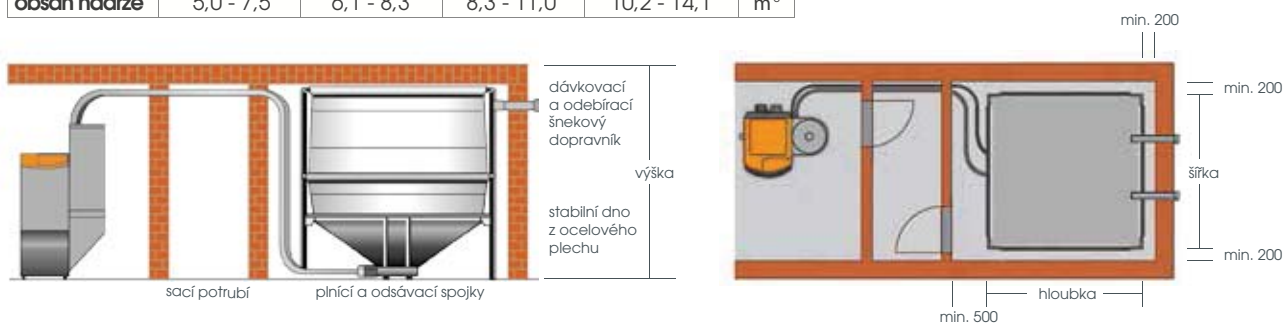 obsah nádrže 5,0 - 7,5 6,1 - 8,3 8,3 - 11,0 10,2 - 14,1 m³
dávkovací
a odebírací
šnekový
dopravník
výška
stabilní dno
z ocelového
plechu
sací potrubí
plnící a odsávací spojky
min. 200
min. 200
šířka
min. 200
hloubka
min. 500